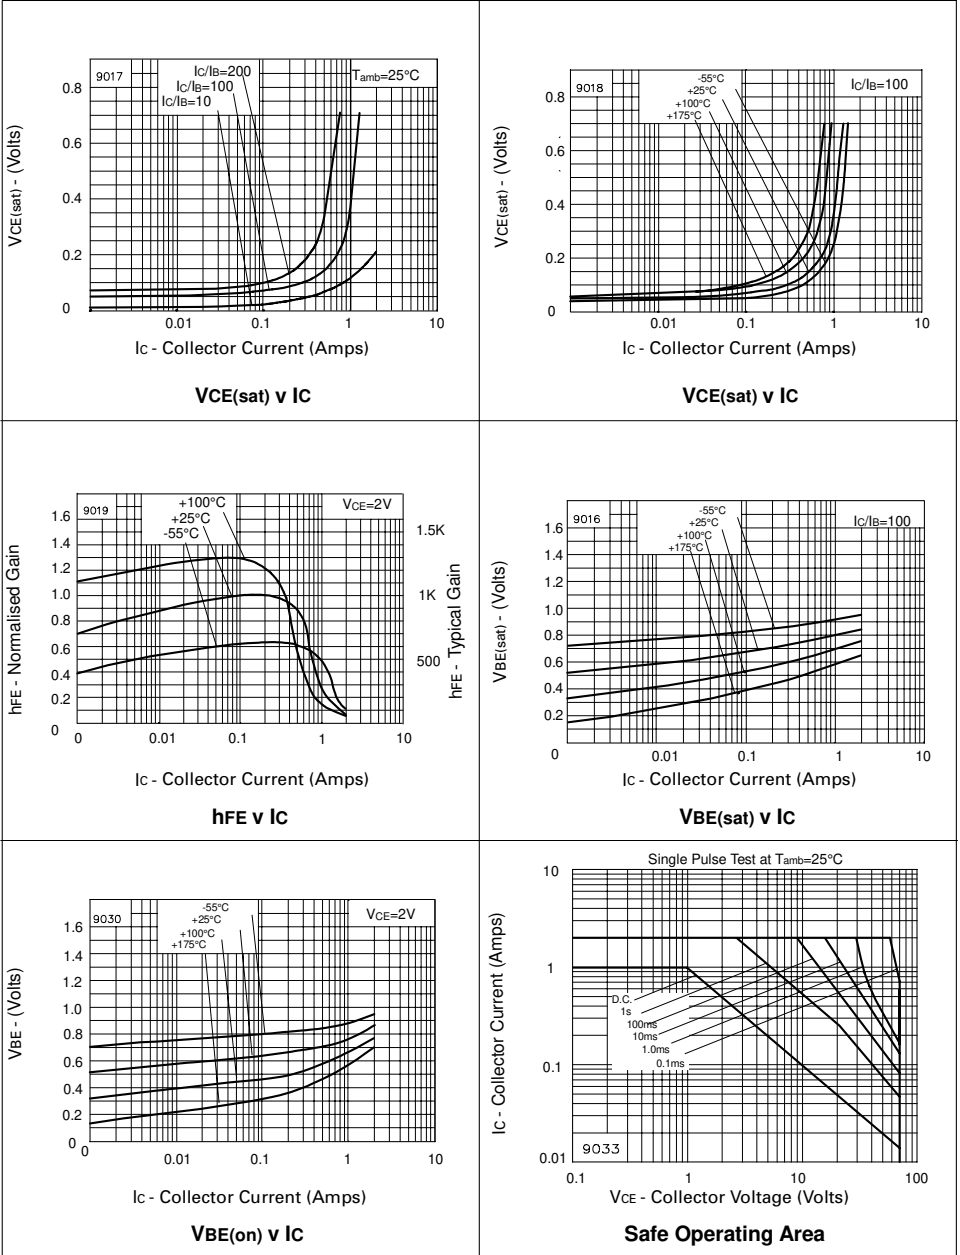 9017
IC/IB=200
IC/IB=100
IC/IB=10
Tamb=25°C
0.8
0.6
0.4
0.2
0
0.01
0.1
1
10
VCE(sat) - (Volts)
IC - Collector Current (Amps)
VCE(sat) v IC
9018
-55°C
+25°C
+100°C
+175°C
IC/IB=100
0.8
0.6
0.4
0.2
0
0.01
0.1
1
10
VCE(sat) - (Volts)
IC - Collector Current (Amps)
VCE(sat) v IC
9019
+100°C
+25°C
-55°C
VCE=2V
1.6
1.4
1.2
1.0
0.8
0.6
0.4
0.2
0
1.5K
1K
500
0
0.01
0.1
1
10
hFE - Normalised Gain
hFE - Typical Gain
IC - Collector Current (Amps)
hFE v IC
9016
-55°C
+25°C
+100°C
+175°C
IC/IB=100
1.6
1.4
1.2
1.0
0.8
0.6
0.4
0.2
0
0.01
0.1
1
10
VBE(sat) - (Volts)
IC - Collector Current (Amps)
VBE(sat) v IC
9030
-55°C
+25°C
+100°C
+175°C
VCE=2V
1.6
1.4
1.2
1.0
0.8
0.6
0.4
0.2
0
0
0.01
0.1
1
10
VBE - (Volts)
IC - Collector Current (Amps)
VBE(on) v IC
Single Pulse Test at Tamb=25°C
10
1
0.1
0.01
D.C.
1s
100ms
10ms
1.0ms
0.1ms
9033
0.1
1
10
100
IC - Collector Current (Amps)
VCE - Collector Voltage (Volts)
Safe Operating Area